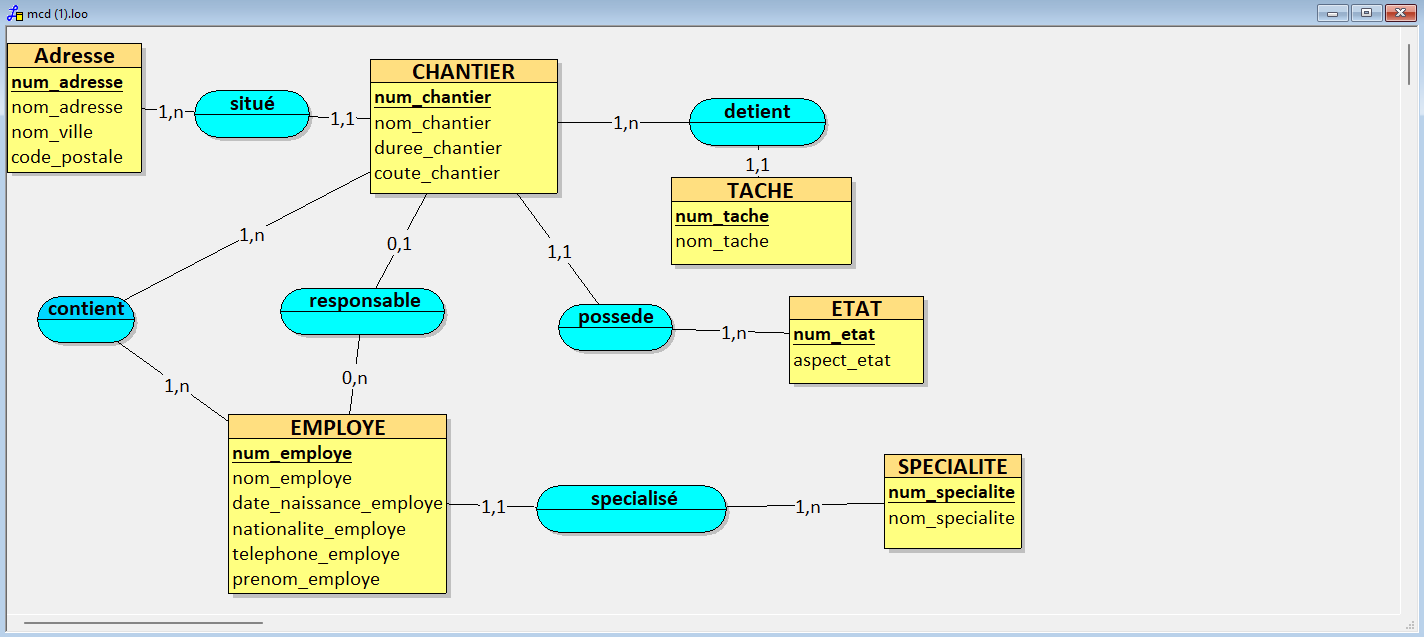 mcd (1).loo
Adresse
num_adresse
nom_adresse
nom_ville
code_postale
1,n
situé
1,1
CHANTIER
num_chantier
nom_chantier
duree_chantier
coute_chantier
1,n
detient
1,1
TACHE
num_tache
nom_tache
1,n
0,1
1,1
contient
responsable
possede
1,n
ETAT
num_etat
aspect_etat
1,n
0,n
EMPLOYE
num_employe
nom_employe
date_naissance_employe
nationalite_employe
telephone_employe
prenom_employe
1,1
specialisé
1,n
SPECIALITE
num_specialite
nom_specialite